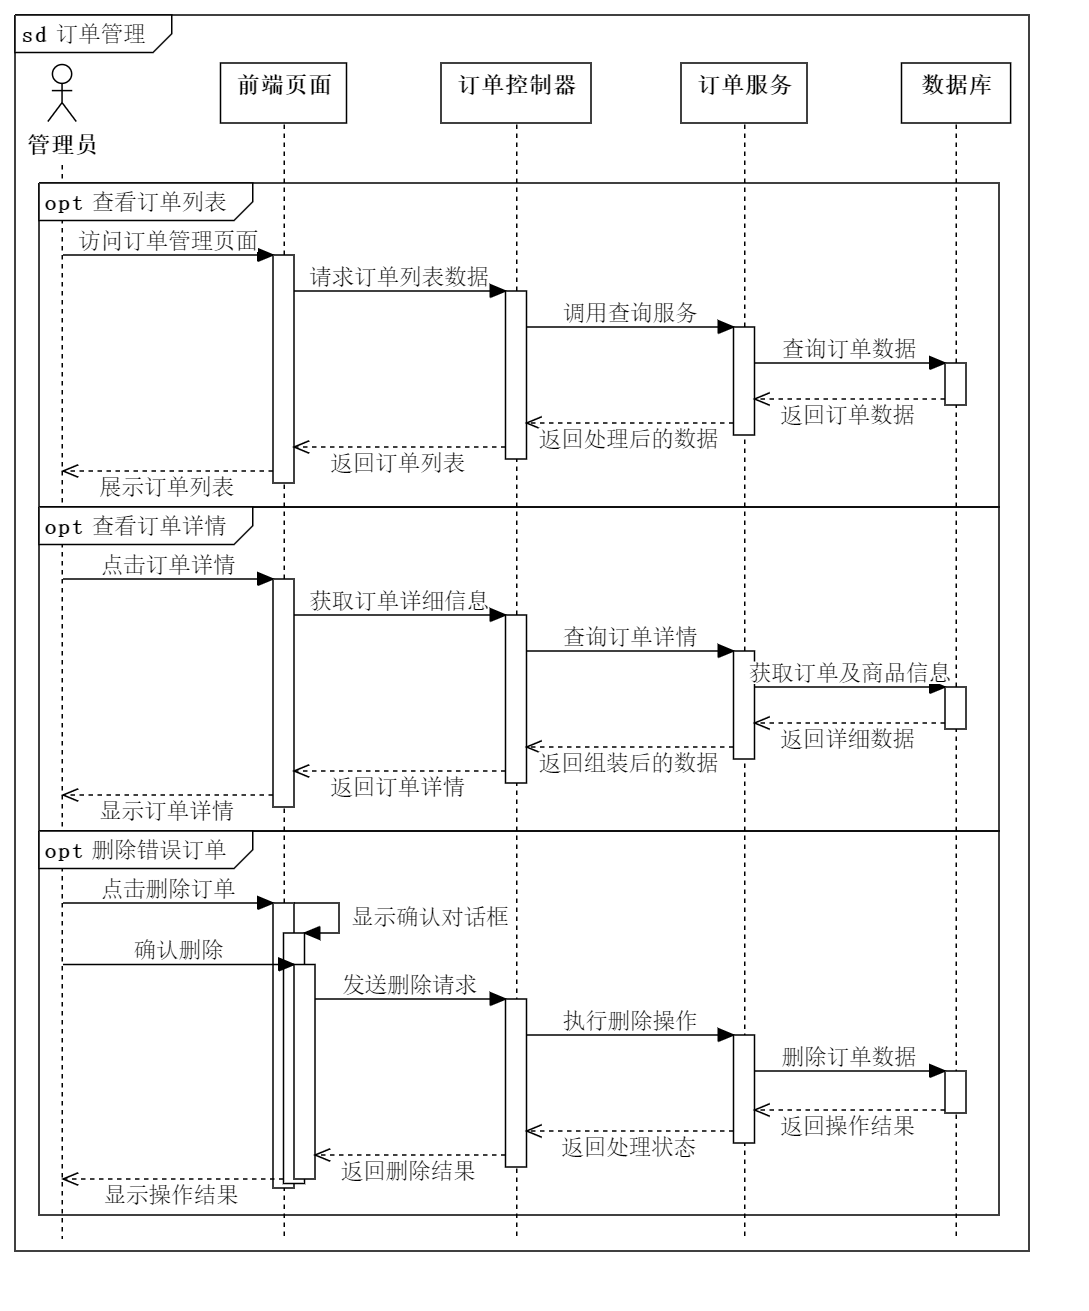 sd 订单管理
管理员
前端页面
订单控制器
订单服务
数据库
opt 查看订单列表
访问订单管理页面
请求订单列表数据
调用查询服务
查询订单数据
返回订单数据
返回处理后的数据
返回订单列表
展示订单列表
opt 查看订单详情
点击订单详情
获取订单详细信息
查询订单详情
获取订单及商品信息
返回详细数据
返回组装后的数据
返回订单详情
显示订单详情
opt 删除错误订单
点击删除订单
显示确认对话框
确认删除
发送删除请求
执行删除操作
删除订单数据
返回操作结果
返回处理状态
返回删除结果
显示操作结果